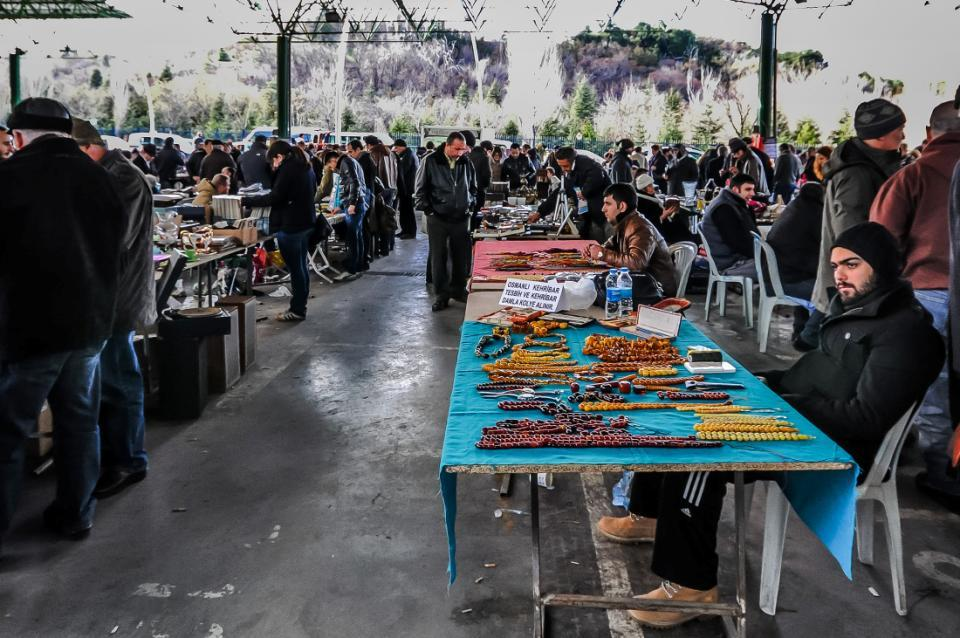 OSMANLI KEHRİBAR
TESBİH VE KEHRİBAR
DAMLA KOLYE ALINIR